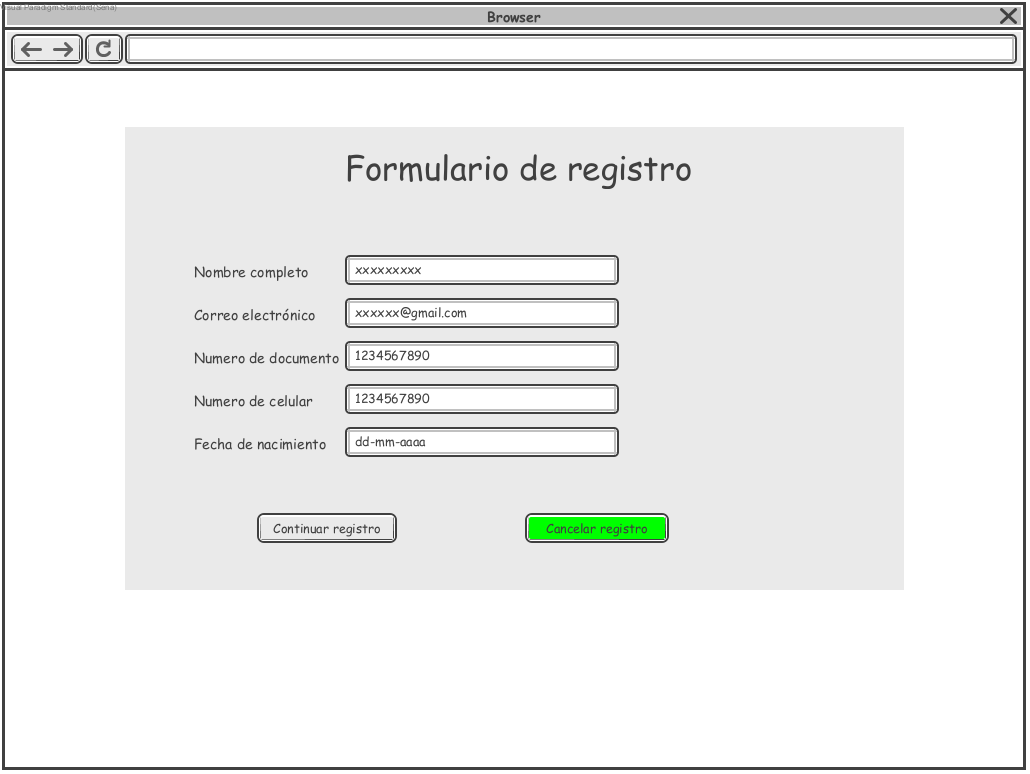 Visual Paradigm Standard(Sena)
Browser
Formulario de registro
Nombre completo xxxxxxxxx
Correo electrónico xxxxxx@gmail.com
Numero de documento 1234567890
Numero de celular 1234567890
Fecha de nacimiento dd-mm-aaaa
Continuar registro Cancelar registro